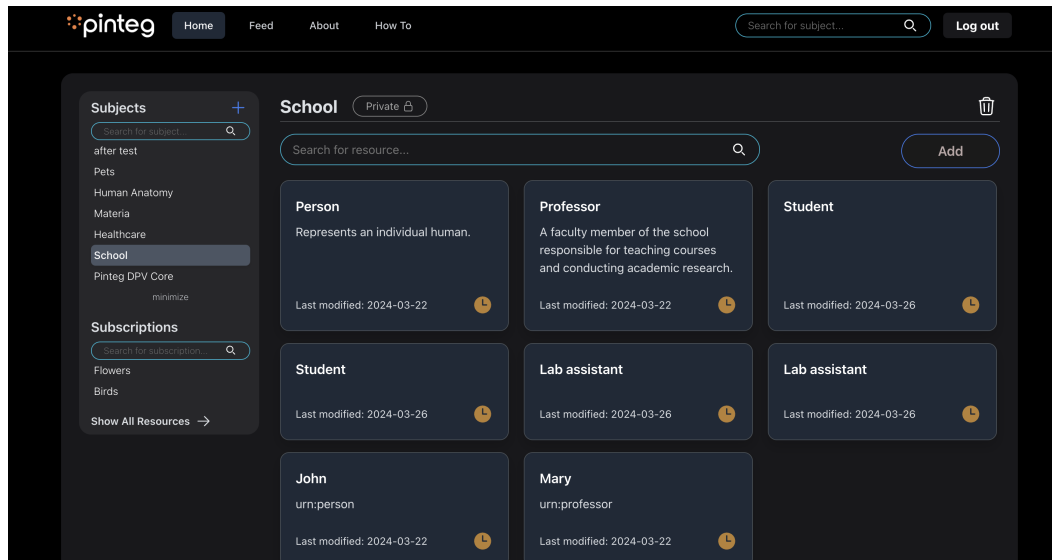 pinteg
Home
Feed
About
How To
Search for subject...
Log out
Subjects
Search for subject...
after test
Pets
Human Anatomy
Materia
Healthcare
School
Pinteg DPV Core
minimize
Subscriptions
Search for subscription...
Flowers
Birds
Show All Resources
School
Private
Search for resource...
Add
Person
Represents an individual human.
Last modified: 2024-03-22
Professor
A faculty member of the school
responsible for teaching courses
and conducting academic research.
Last modified: 2024-03-22
Student
Last modified: 2024-03-26
Student
Last modified: 2024-03-26
Lab assistant
Last modified: 2024-03-26
Lab assistant
Last modified: 2024-03-26
John
urn:person
Last modified: 2024-03-22
Mary
urn:professor
Last modified: 2024-03-22